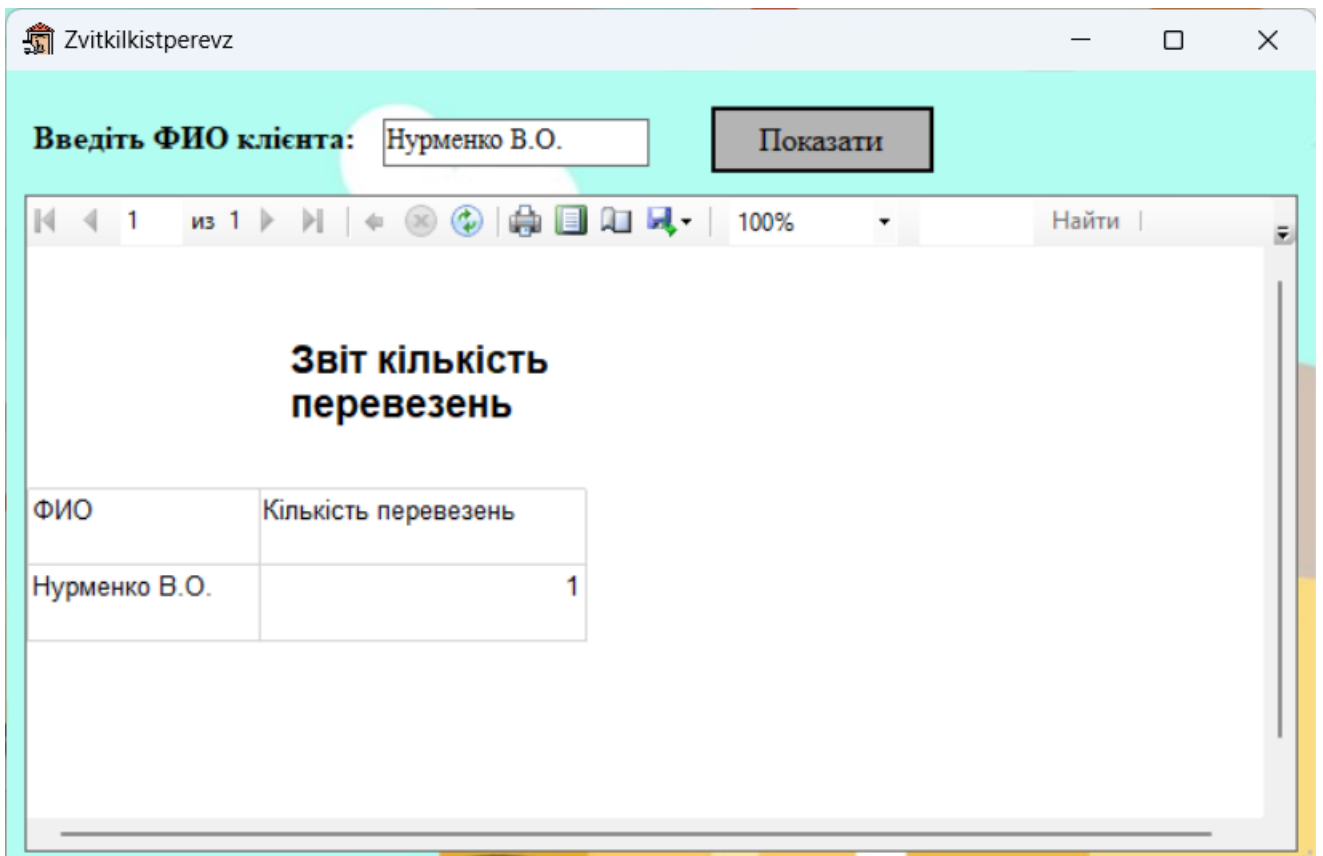 Zvitkilkistperevz
Введіть ФИО клієнта: Нурменко В.О. Показати
1 из 1 100% Найти
Звіт кількість
перевезень
ФИО Кількість перевезень
Нурменко В.О. 1